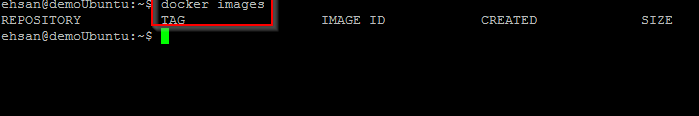 ehsan@demoUbuntu:~$ docker images
REPOSITORY TAG IMAGE ID CREATED SIZE
ehsan@demoUbuntu:~$